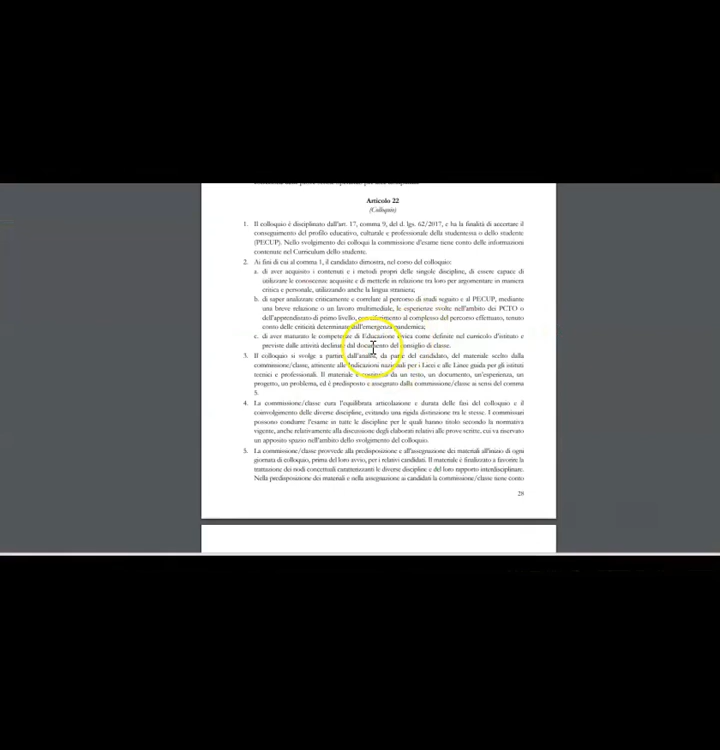 Articolo 22
(Colloquio)
1. Il colloquio è disciplinato dall'art. 17, comma 9, del d. lgs. 62/2017, e ha la finalità di accertare il
conseguimento del profilo educativo, culturale e professionale della studentessa o dello studente
(PECUP). Nello svolgimento dei colloqui la commissione d'esame tiene conto delle informazioni
contenute nel Curriculum dello studente.
2. Ai fini di cui al comma 1, il candidato dimostra, nel corso del colloquio:
a. di aver acquisito i contenuti e i metodi propri delle singole discipline, di essere capace di
utilizzare le conoscenze acquisite e di metterle in relazione tra loro per argomentare in maniera
critica e personale, utilizzando anche la lingua straniera;
b. di saper analizzare criticamente e correlare al percorso di studi seguito e al PECUP, mediante
una breve relazione o un lavoro multimediale, le esperienze svolte nell'ambito dei PCTO o
dell'apprendistato di primo livello, con riferimento al complesso del percorso effettuato, tenuto
conto delle criticità determinate dall'emergenza pandemica;
c. di aver maturato le competenze di Educazione civica come definite nel curricolo d'istituto e
previste dalle attività declinate dal documento del consiglio di classe.
3. Il colloquio si svolge a partire dall'analisi, da parte del candidato, del materiale scelto dalla
commissione/classe, attinente alle Indicazioni nazionali per i Licei e alle Linee guida per gli istituti
tecnici e professionali. Il materiale è costituito da un testo, un documento, un'esperienza, un
progetto, un problema, ed è predisposto e assegnato dalla commissione/classe ai sensi del comma
5.
4. La commissione/classe cura l'equilibrata articolazione e durata delle fasi del colloquio e il
coinvolgimento delle diverse discipline, evitando una rigida distinzione tra le stesse. I commissari
possono condurre l'esame in tutte le discipline per le quali hanno titolo secondo la normativa
vigente, anche relativamente alla discussione degli elaborati relativi alle prove scritte, cui va riservato
un apposito spazio nell'ambito dello svolgimento del colloquio.
5. La commissione/classe provvede alla predisposizione e all'assegnazione dei materiali all'inizio di ogni
giornata di colloquio, prima del loro avvio, per i relativi candidati. Il materiale è finalizzato a favorire la
trattazione dei nodi concettuali caratterizzanti le diverse discipline e del loro rapporto interdisciplinare.
Nella predisposizione dei materiali e nella assegnazione ai candidati la commissione/classe tiene conto
28